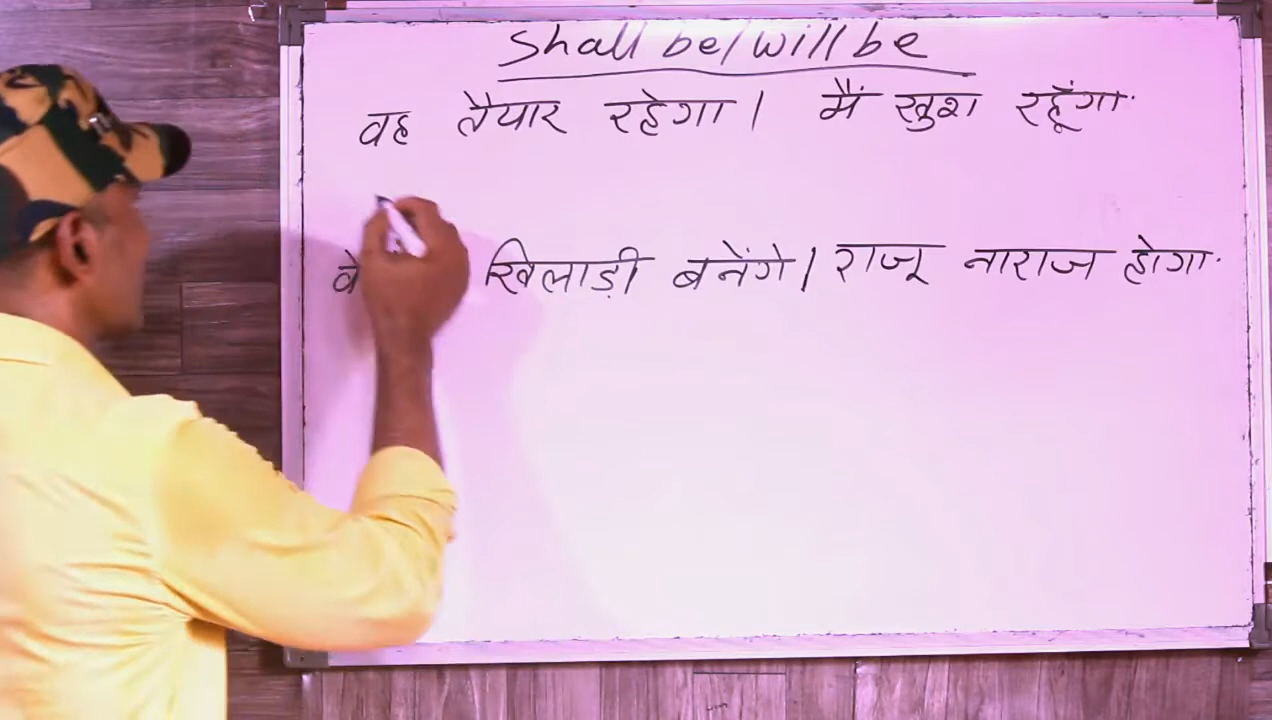 Shall be/will be
वह तैयार रहेगा। मैं खुश रहूँगा.
वे खिलाड़ी बनेंगे। राजू नाराज होगा.